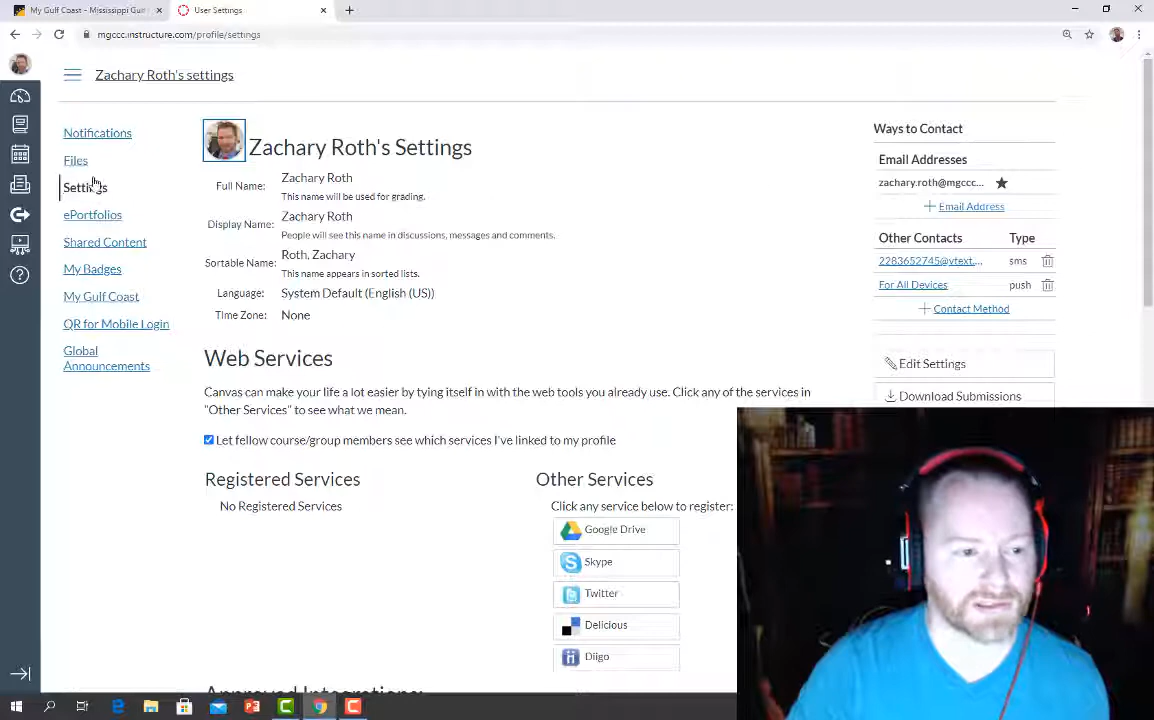 My Gulf Coast - Mississippi Gulf
User Settings
mgccc.instructure.com/profile/settings
Zachary Roth's settings
Notifications
Files
Settings
ePortfolios
Shared Content
My Badges
My Gulf Coast
QR for Mobile Login
Global
Announcements
Zachary Roth's Settings
Full Name: Zachary Roth
This name will be used for grading.
Display Name: Zachary Roth
People will see this name in discussions, messages and comments.
Sortable Name: Roth, Zachary
This name appears in sorted lists.
Language: System Default (English (US))
Time Zone: None
Web Services
Canvas can make your life a lot easier by tying itself in with the web tools you already use. Click any of the services in
"Other Services" to see what we mean.
Let fellow course/group members see which services I've linked to my profile
Registered Services
No Registered Services
Other Services
Click any service below to register:
Google Drive
Skype
Twitter
Delicious
Diigo
Approved Integrations:
Ways to Contact
Email Addresses
zachary.roth@mgccc...
Email Address
Other Contacts Type
2283652745@vtext.... sms
For All Devices push
Contact Method
Edit Settings
Download Submissions